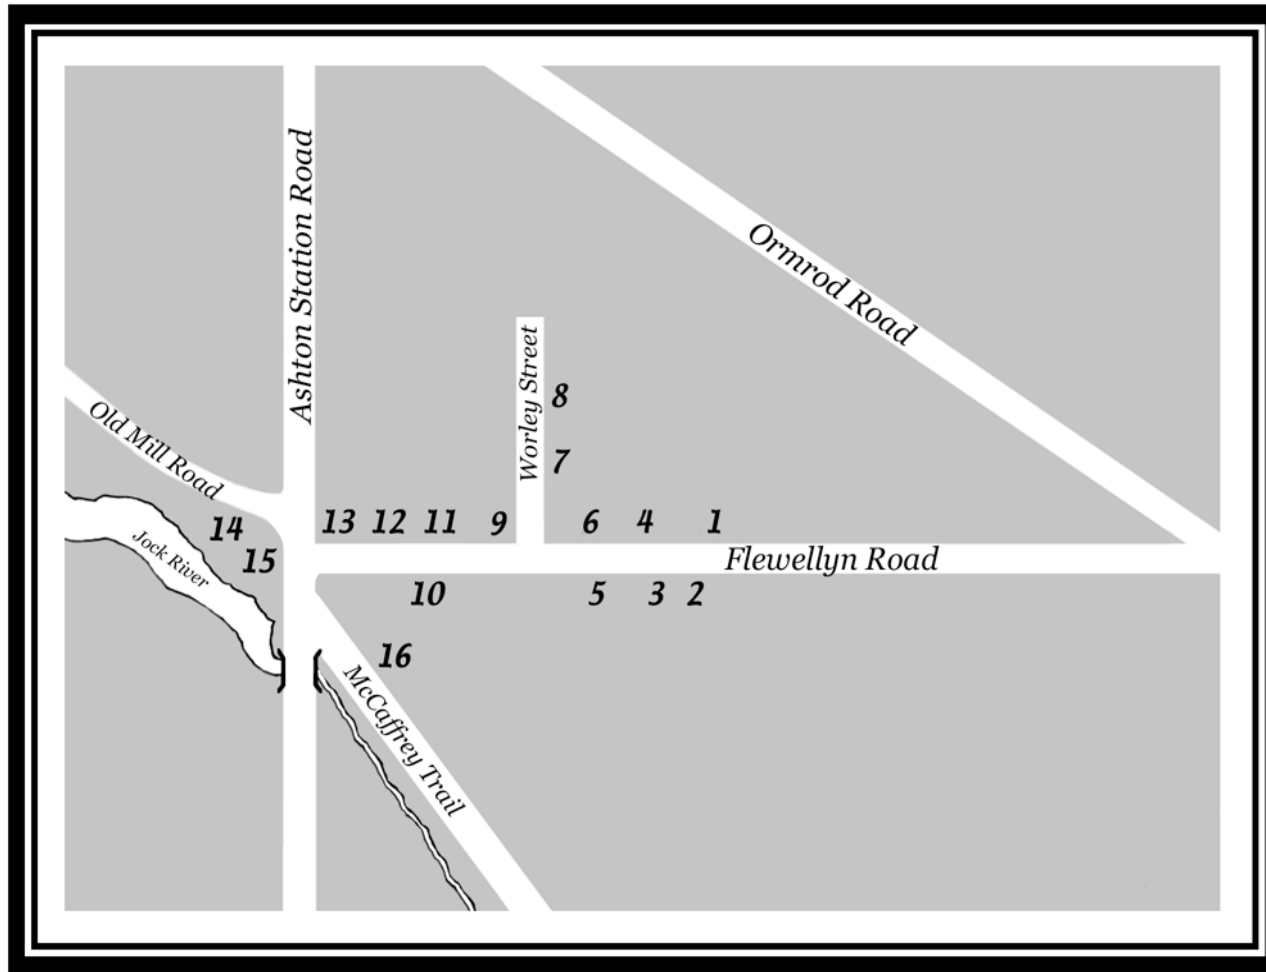 Ashton Station Road
Ormrod Road
Worley Street
8
Old Mill Road
7
14
13 12 11 9 6 4 1
Jock River
15
Flewellyn Road
10 5 3 2
16
McCaffrey Trail